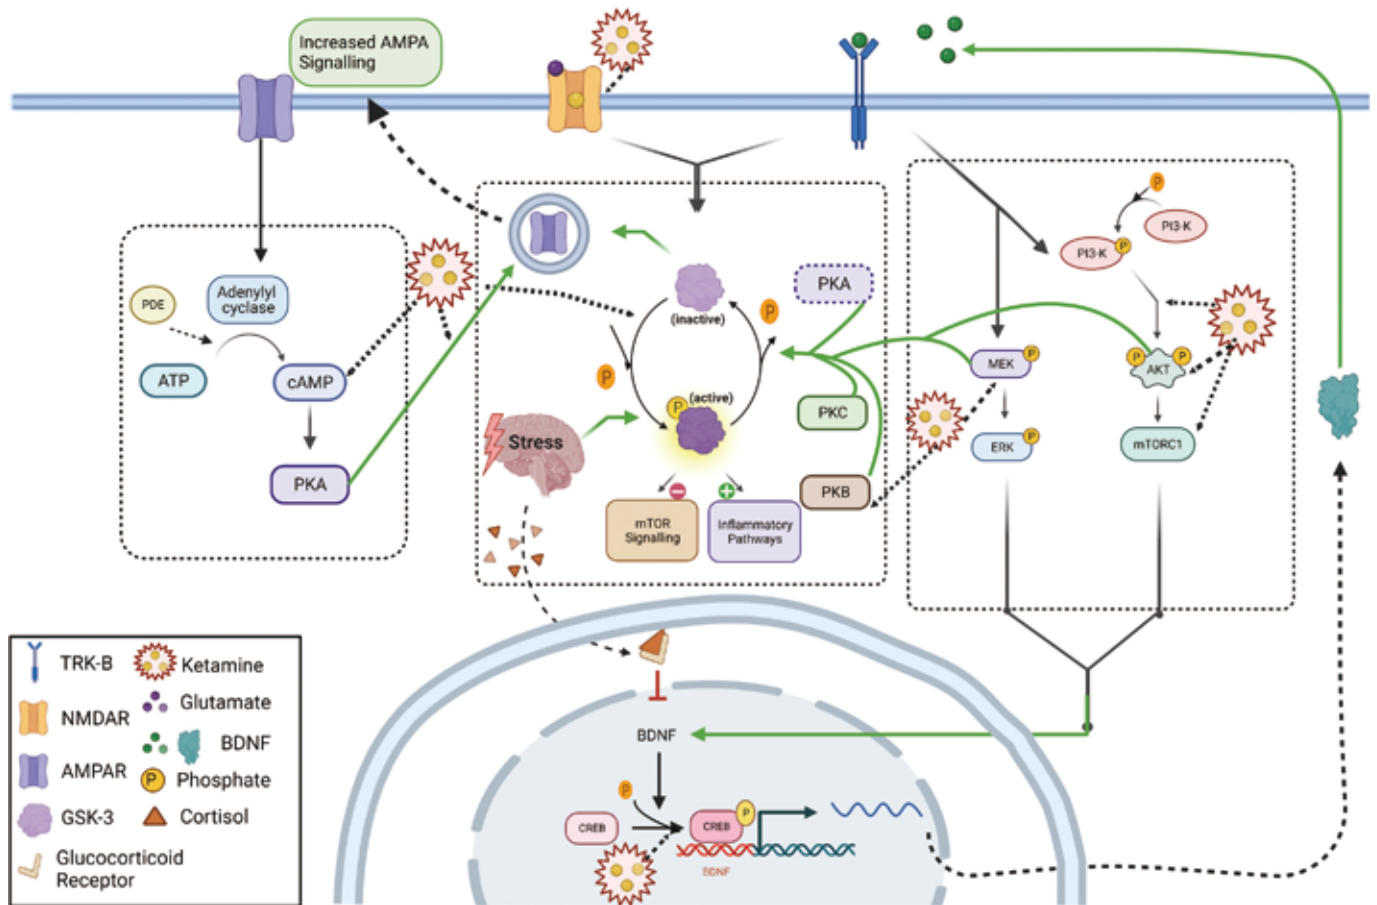 Increased AMPA
Signalling
P
PI3-K
PI3-K
P
PDE
Adenylyl
cyclase
ATP
cAMP
PKA
(inactive)
PKA
P
P
P
(active)
Stress
PKC
PKB
mTOR
Signalling
Inflammatory
Pathways
MEK
P
ERK
P
P
P
AKT
mTORC1
BDNF
P
CREB
CREB
P
BDNF
TRK-B
Ketamine
NMDAR
Glutamate
BDNF
AMPAR
P
Phosphate
GSK-3
Cortisol
Glucocorticoid
Receptor